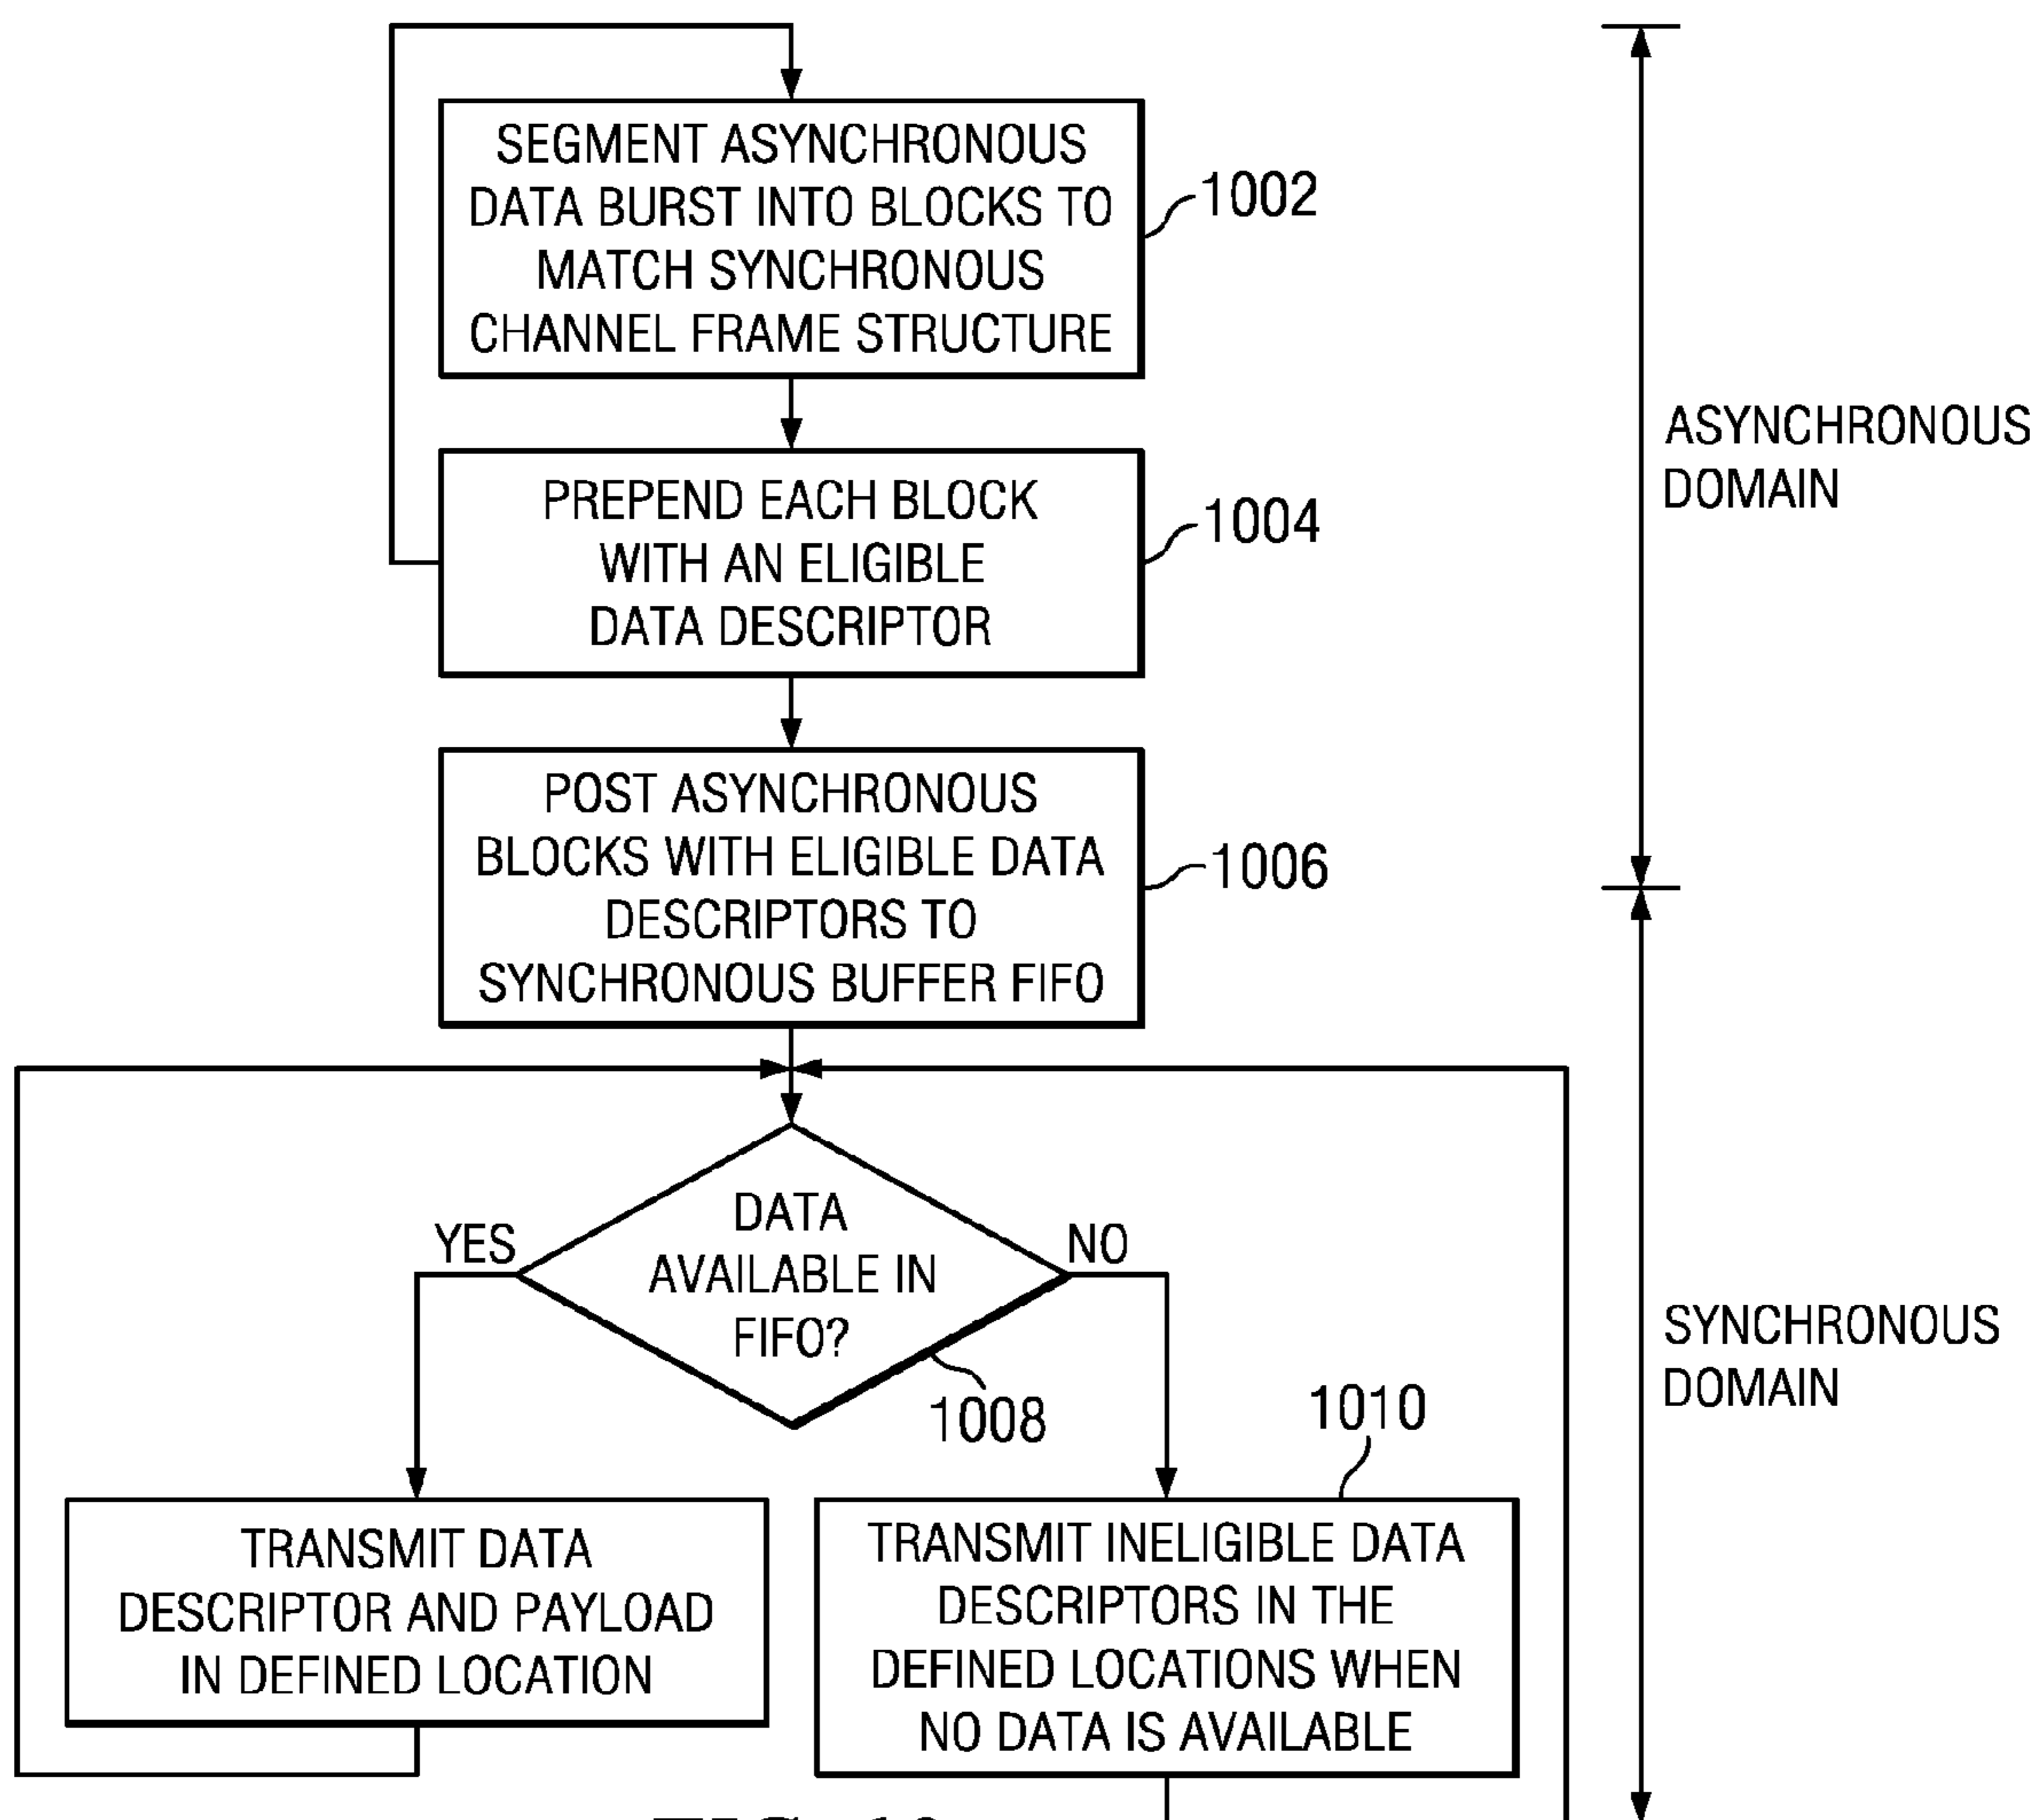 SEGMENT ASYNCHRONOUS
DATA BURST INTO BLOCKS TO
MATCH SYNCHRONOUS
CHANNEL FRAME STRUCTURE
1002
PREPEND EACH BLOCK
WITH AN ELIGIBLE
DATA DESCRIPTOR
1004
ASYNCHRONOUS
DOMAIN
POST ASYNCHRONOUS
BLOCKS WITH ELIGIBLE DATA
DESCRIPTORS TO
SYNCHRONOUS BUFFER FIFO
1006
DATA
AVAILABLE IN
FIFO?
YES
NO
1008
SYNCHRONOUS
DOMAIN
TRANSMIT DATA
DESCRIPTOR AND PAYLOAD
IN DEFINED LOCATION
1010
TRANSMIT INELIGIBLE DATA
DESCRIPTORS IN THE
DEFINED LOCATIONS WHEN
NO DATA IS AVAILABLE